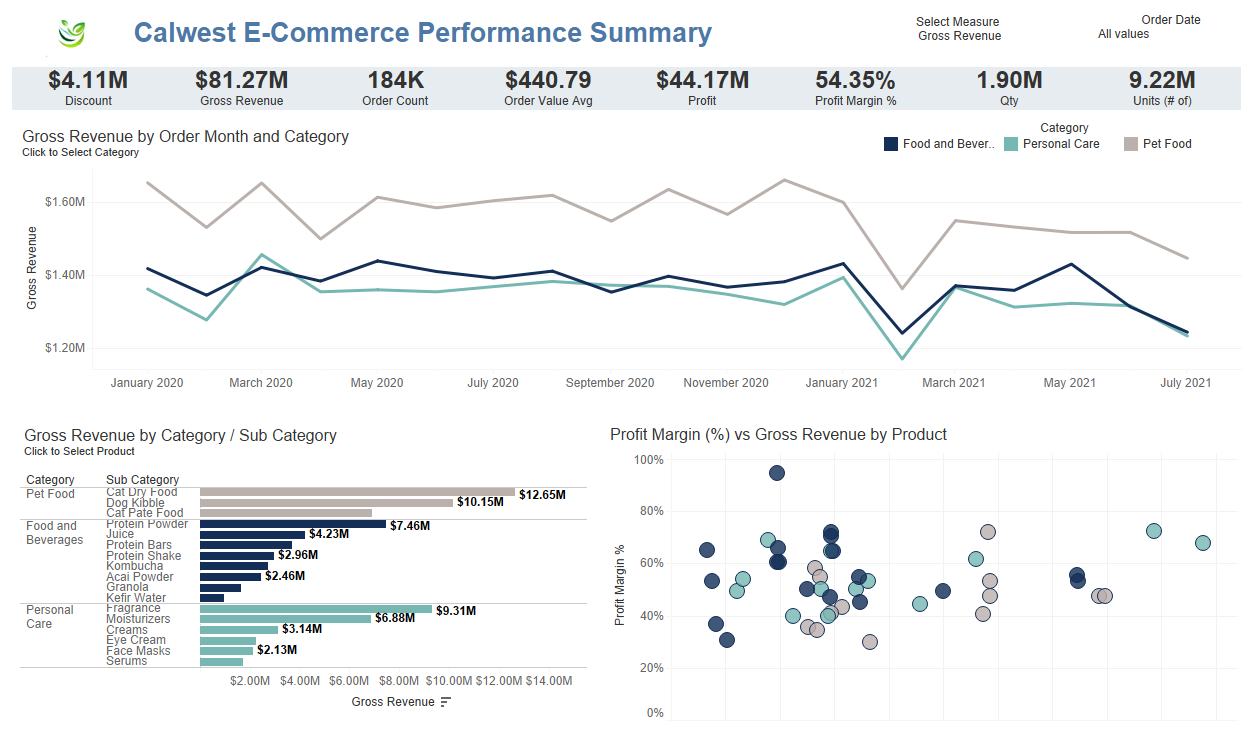 Calwest E-Commerce Performance Summary
Select Measure
Gross Revenue
Order Date
All values
$4.11M
Discount
$81.27M
Gross Revenue
184K
Order Count
$440.79
Order Value Avg
$44.17M
Profit
54.35%
Profit Margin %
1.90M
Qty
9.22M
Units (# of)
Gross Revenue by Order Month and Category
Click to Select Category
Category
Food and Bever..
Personal Care
Pet Food
Gross Revenue
$1.60M
$1.40M
$1.20M
January 2020
March 2020
May 2020
July 2020
September 2020
November 2020
January 2021
March 2021
May 2021
July 2021
Gross Revenue by Category / Sub Category
Click to Select Product
Category
Sub Category
Pet Food
Cat Dry Food
$12.65M
Dog Kibble
$10.15M
Cat Pate Food
Food and
Beverages
Protein Powder
$7.46M
Juice
$4.23M
Protein Bars
Protein Shake
$2.96M
Kombucha
Acai Powder
$2.46M
Granola
Kefir Water
Personal
Care
Fragrance
$9.31M
Moisturizers
$6.88M
Creams
$3.14M
Eye Cream
Face Masks
$2.13M
Serums
$2.00M
$4.00M
$6.00M
$8.00M
$10.00M
$12.00M
$14.00M
Gross Revenue
Profit Margin (%) vs Gross Revenue by Product
Profit Margin %
100%
80%
60%
40%
20%
0%